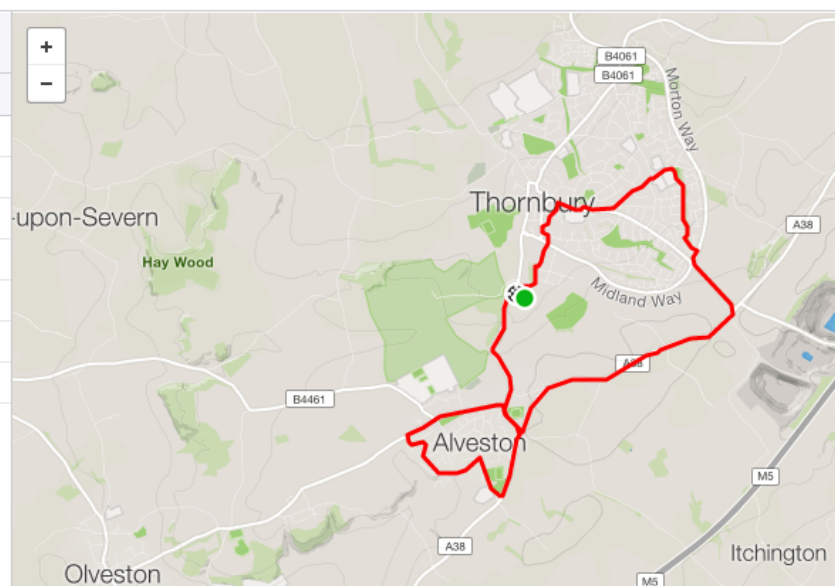 +
−
B4061
B4061
Morton Way
Thornbury
-upon-Severn
A38
Hay Wood
Midland Way
A38
B4461
Alveston
M5
A38
Itchington
Olveston
M5